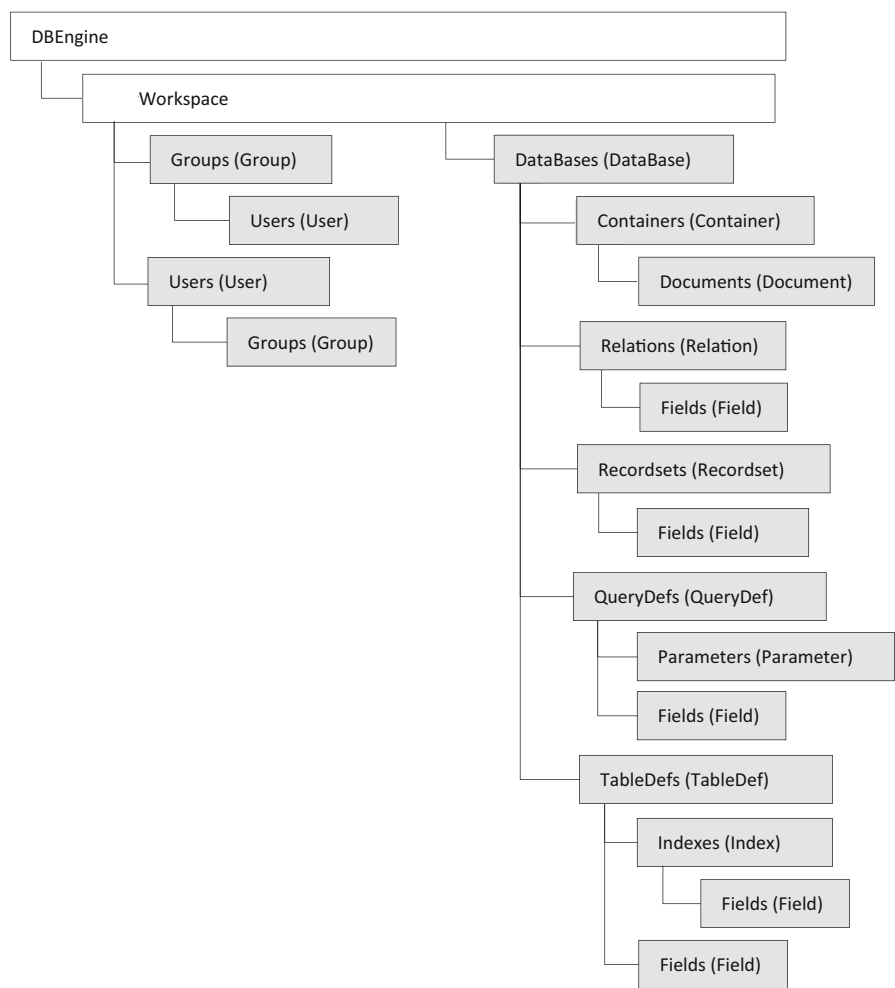 DBEngine
Workspace
Groups (Group)
Users (User)
Users (User)
Groups (Group)
DataBases (DataBase)
Containers (Container)
Documents (Document)
Relations (Relation)
Fields (Field)
Recordsets (Recordset)
Fields (Field)
QueryDefs (QueryDef)
Parameters (Parameter)
Fields (Field)
TableDefs (TableDef)
Indexes (Index)
Fields (Field)
Fields (Field)